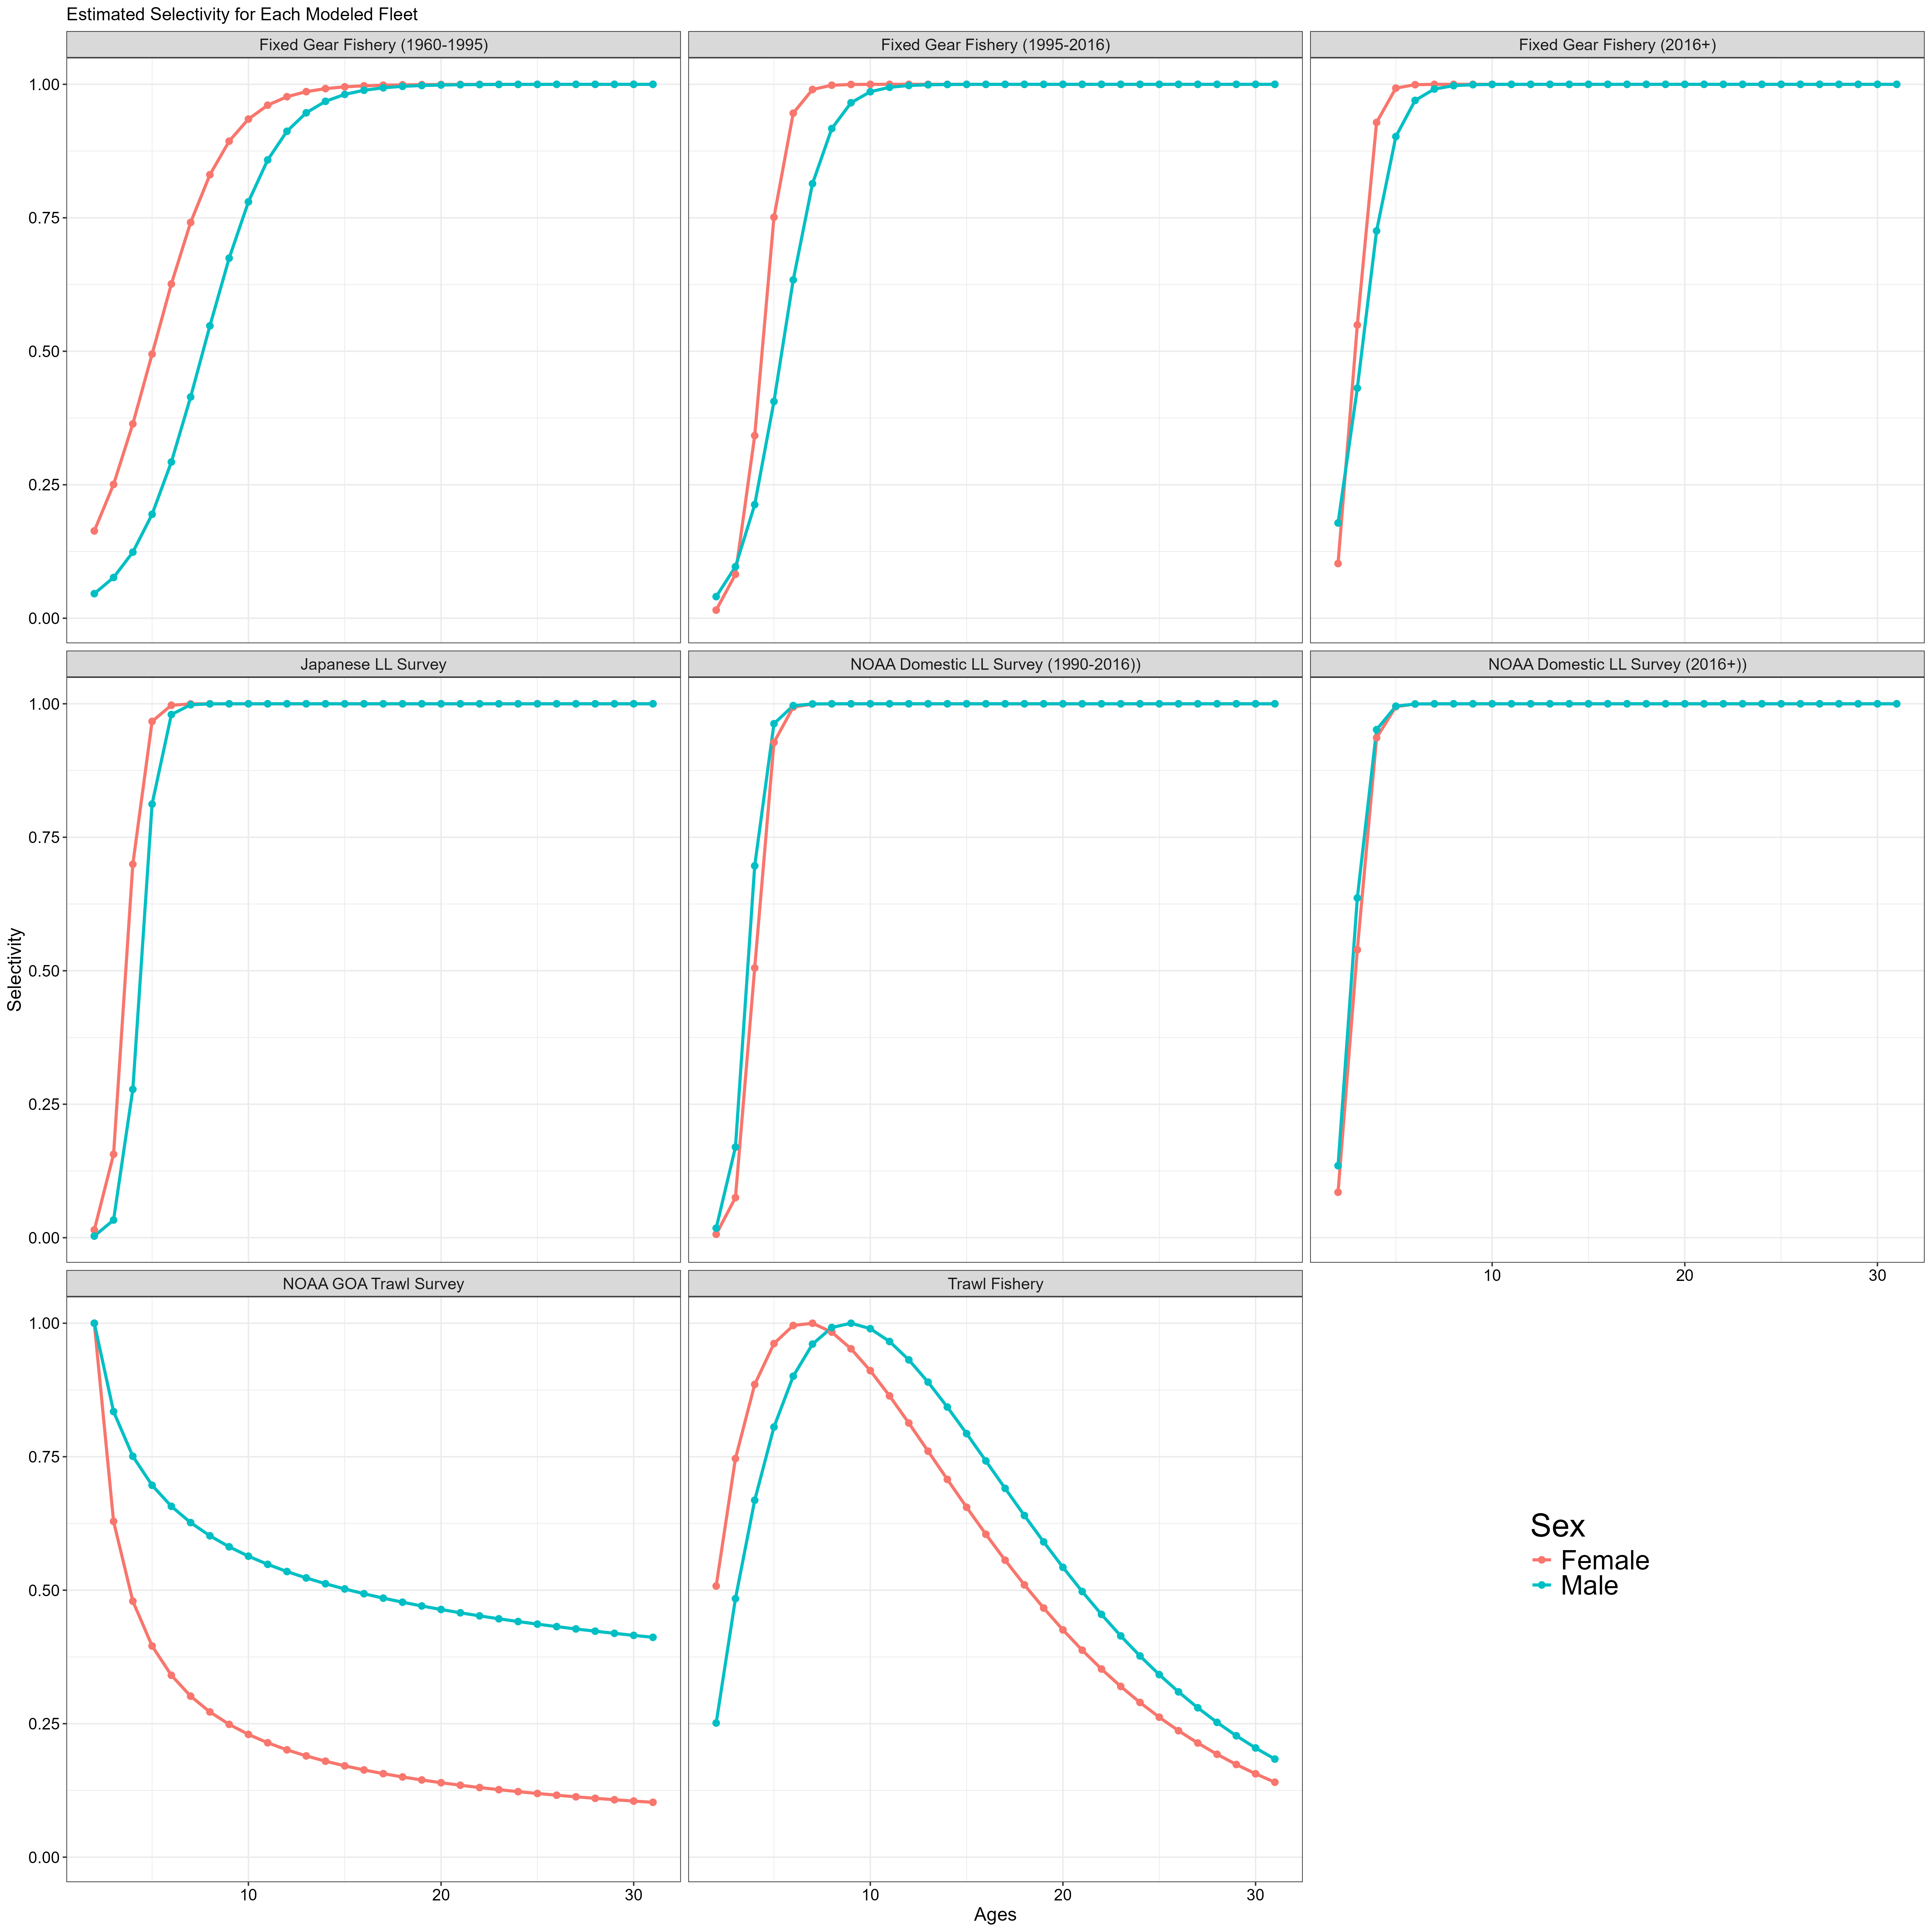 Estimated Selectivity for Each Modeled Fleet
Fixed Gear Fishery (1960-1995)
Fixed Gear Fishery (1995-2016)
Fixed Gear Fishery (2016+)
1.00
0.75
0.50
0.25
0.00
Japanese LL Survey
NOAA Domestic LL Survey (1990-2016))
NOAA Domestic LL Survey (2016+))
1.00
0.75
0.50
0.25
0.00
Selectivity
10 20 30
NOAA GOA Trawl Survey
Trawl Fishery
1.00
0.75
0.50
0.25
0.00
10 20 30
10 20 30
Ages
Sex
Female
Male